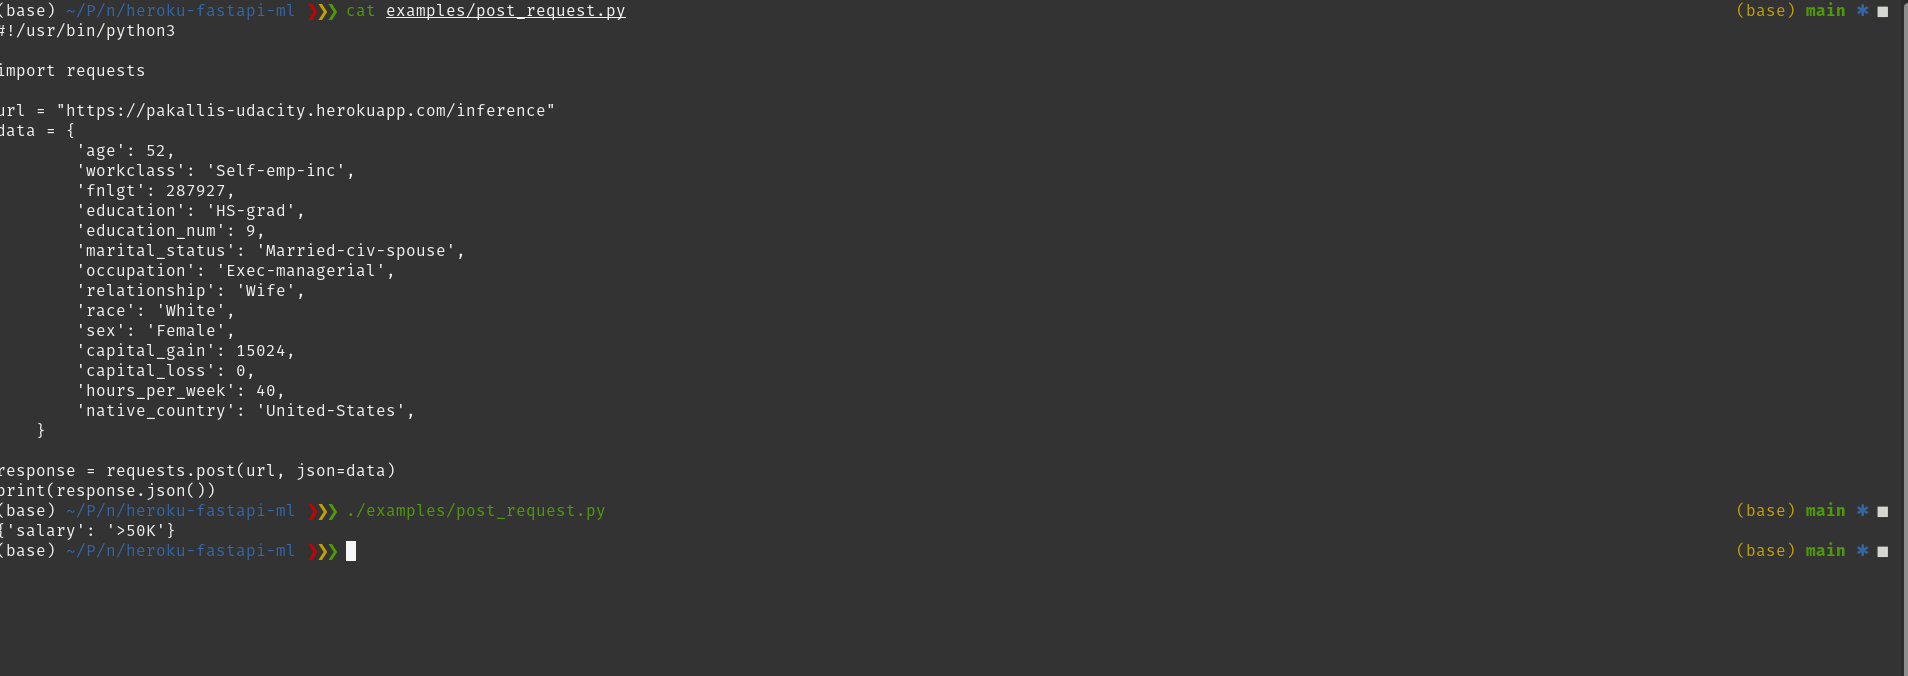 (base) ~/P/n/heroku-fastapi-ml ❯❯❯ cat examples/post_request.py (base) main ✱ ◼
#!/usr/bin/python3
import requests
url = "https://pakallis-udacity.herokuapp.com/inference"
data = {
'age': 52,
'workclass': 'Self-emp-inc',
'fnlgt': 287927,
'education': 'HS-grad',
'education_num': 9,
'marital_status': 'Married-civ-spouse',
'occupation': 'Exec-managerial',
'relationship': 'Wife',
'race': 'White',
'sex': 'Female',
'capital_gain': 15024,
'capital_loss': 0,
'hours_per_week': 40,
'native_country': 'United-States',
}
response = requests.post(url, json=data)
print(response.json())
(base) ~/P/n/heroku-fastapi-ml ❯❯❯ ./examples/post_request.py (base) main ✱ ◼
{'salary': '>50K'}
(base) ~/P/n/heroku-fastapi-ml ❯❯❯ (base) main ✱ ◼